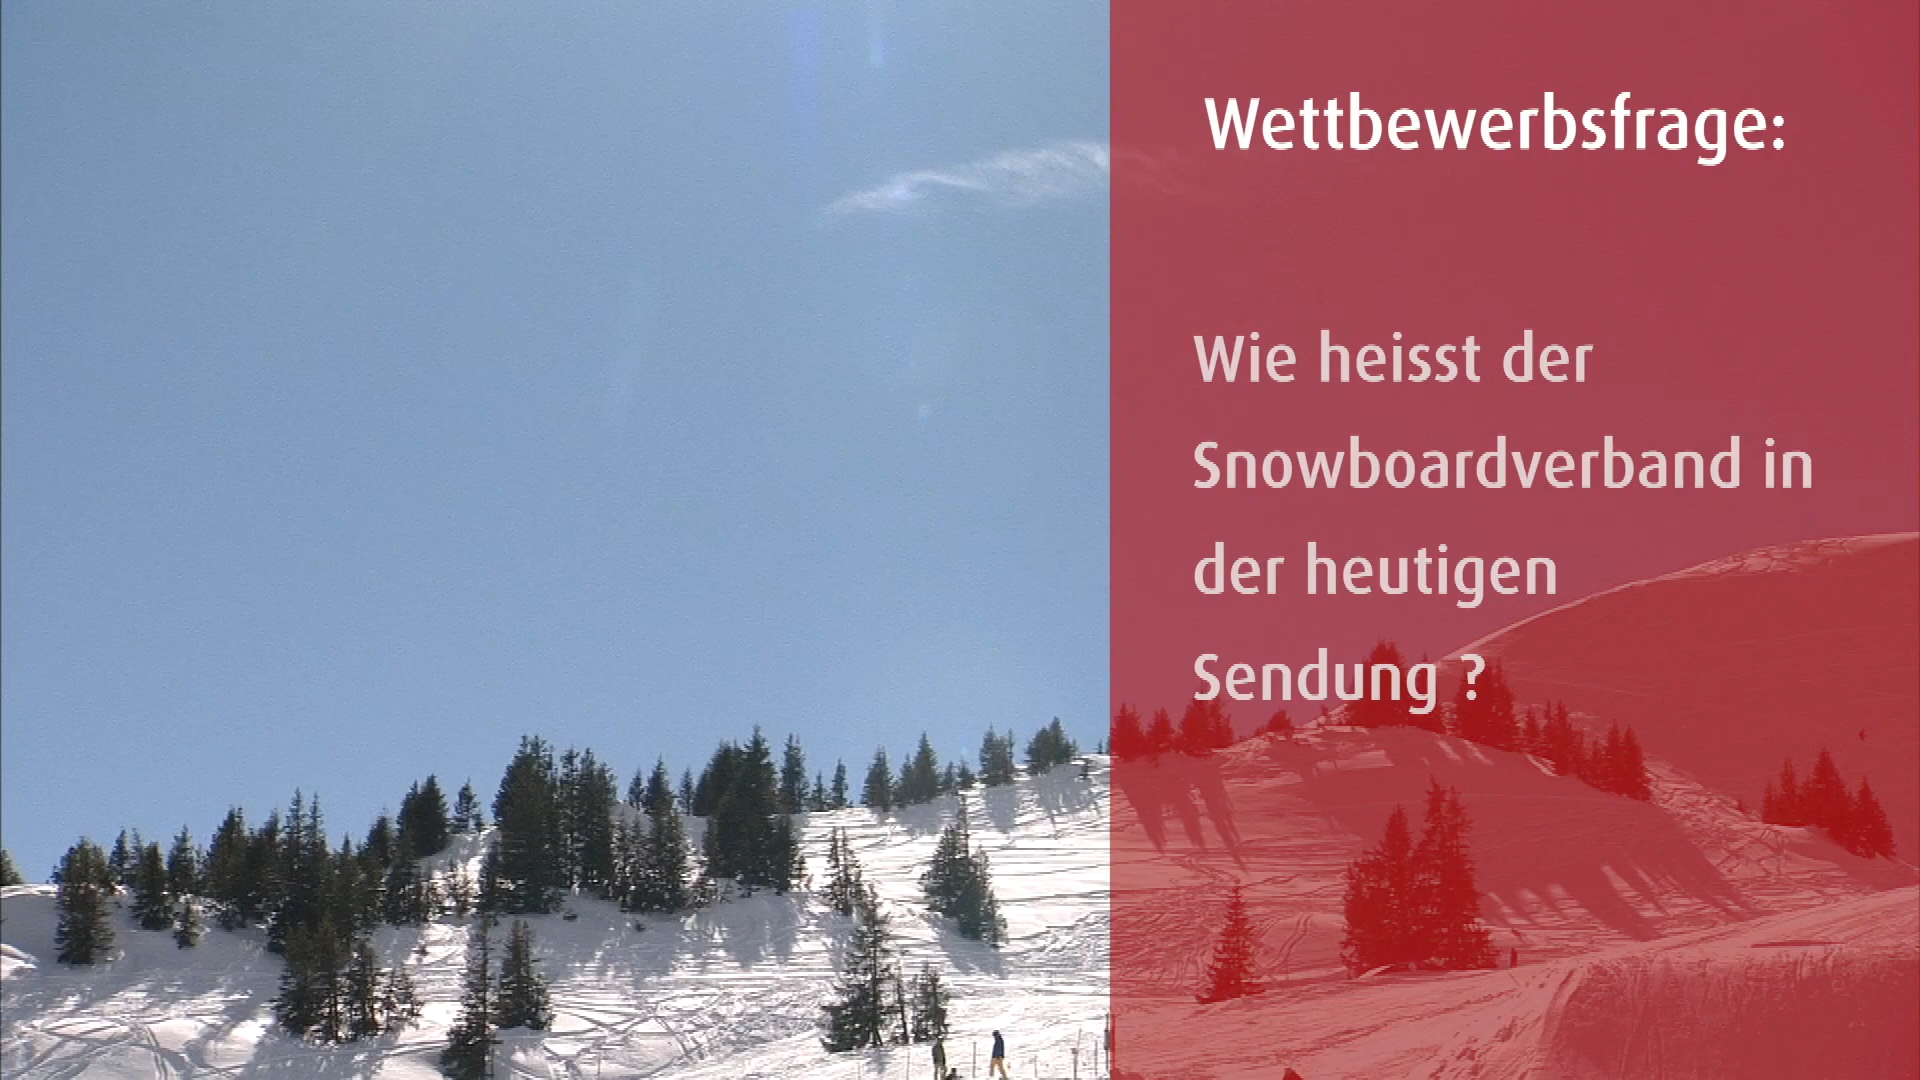 Wettbewerbsfrage:
Wie heisst der
Snowboardverband in
der heutigen
Sendung ?